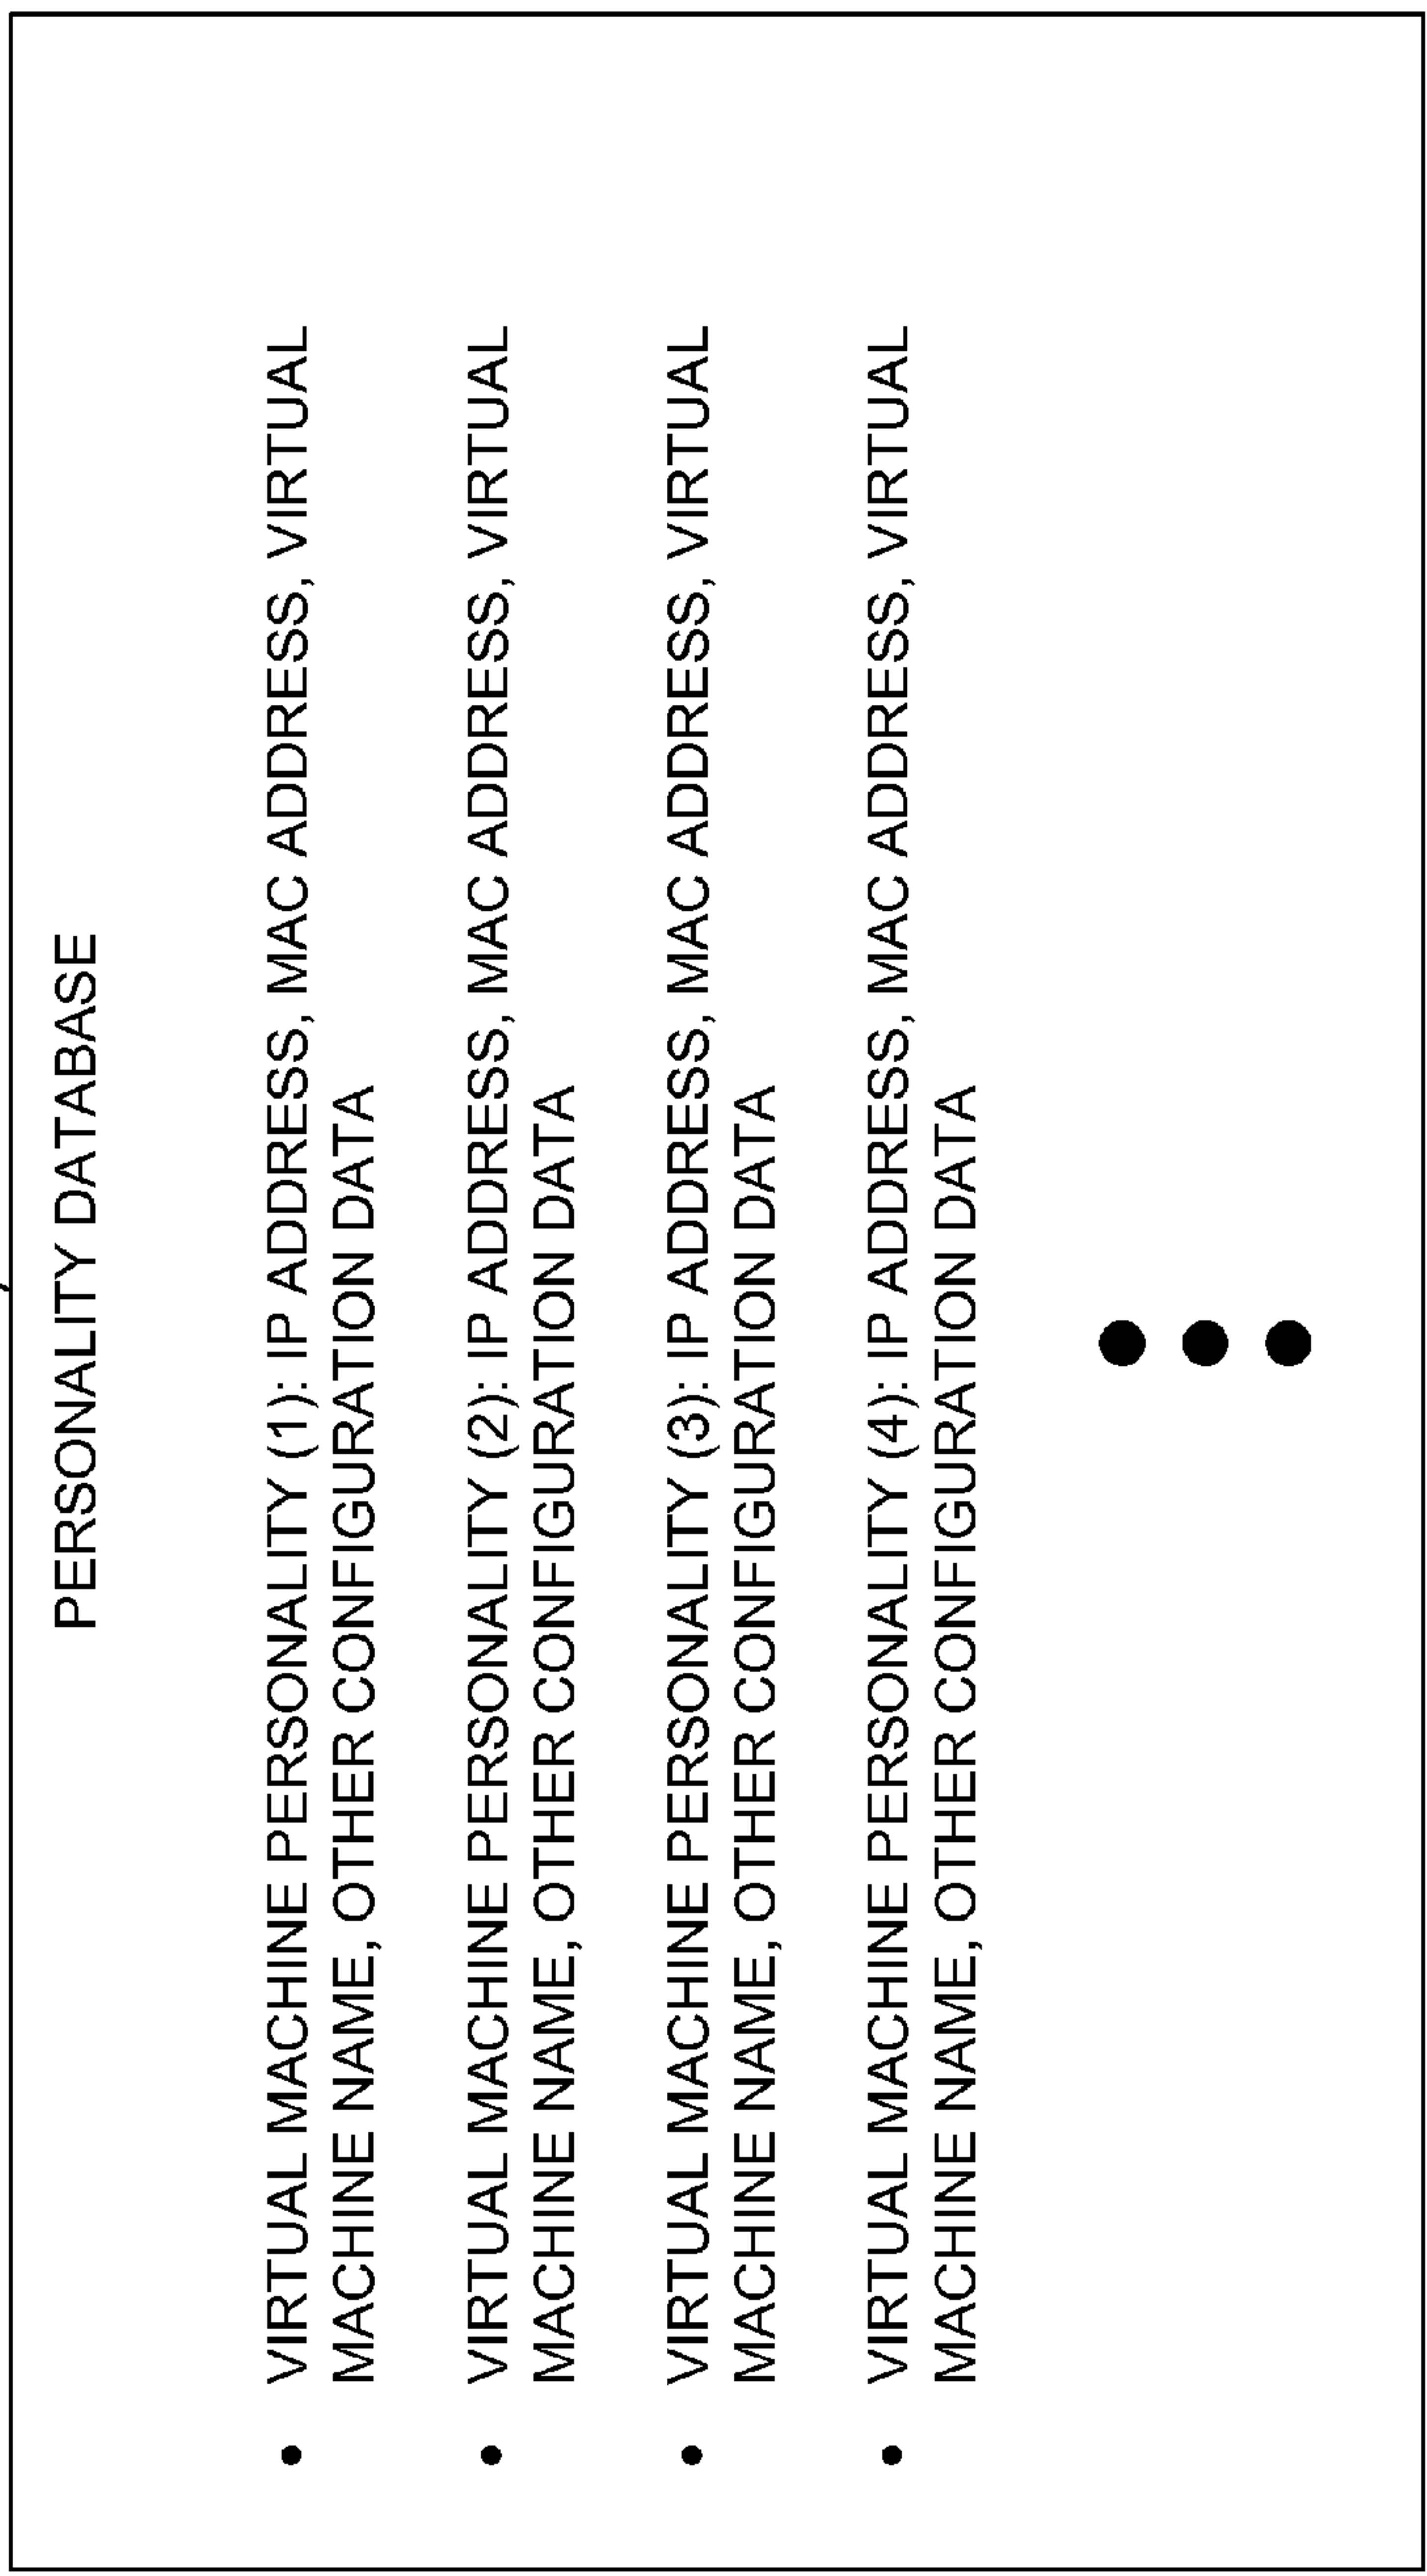 PERSONALITY DATABASE
• VIRTUAL MACHINE PERSONALITY (1): IP ADDRESS, MAC ADDRESS, VIRTUAL
MACHINE NAME, OTHER CONFIGURATION DATA
• VIRTUAL MACHINE PERSONALITY (2): IP ADDRESS, MAC ADDRESS, VIRTUAL
MACHINE NAME, OTHER CONFIGURATION DATA
• VIRTUAL MACHINE PERSONALITY (3): IP ADDRESS, MAC ADDRESS, VIRTUAL
MACHINE NAME, OTHER CONFIGURATION DATA
• VIRTUAL MACHINE PERSONALITY (4): IP ADDRESS, MAC ADDRESS, VIRTUAL
MACHINE NAME, OTHER CONFIGURATION DATA